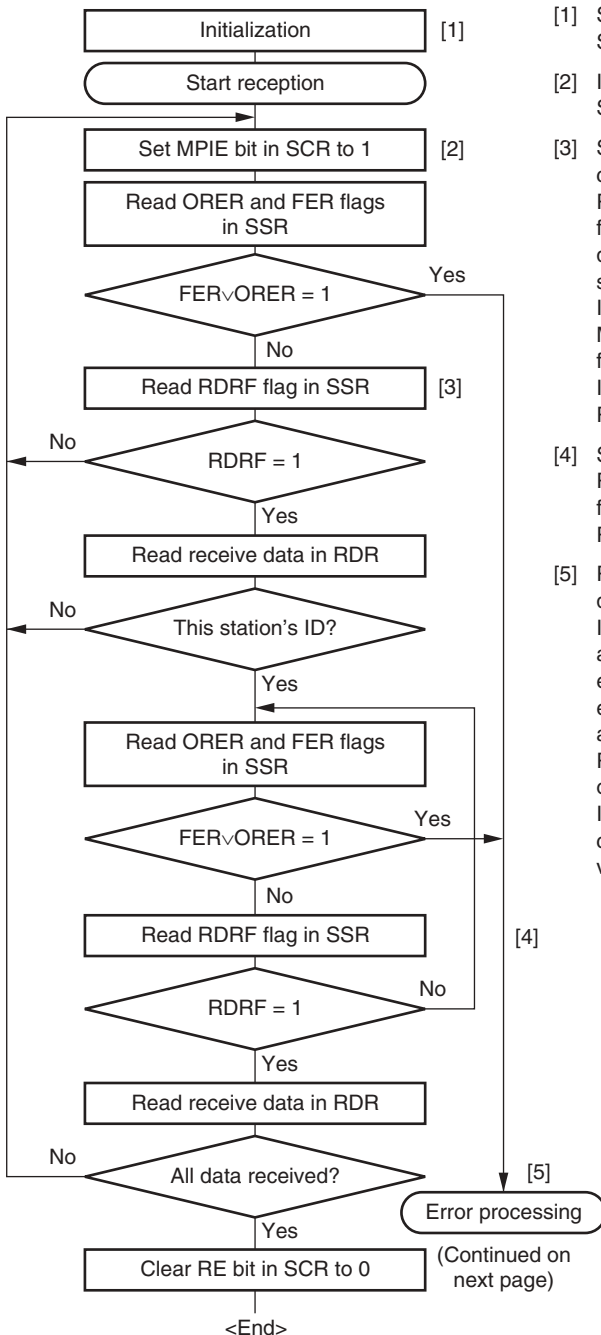 Initialization [1]
Start reception
Set MPIE bit in SCR to 1 [2]
Read ORER and FER flags
in SSR
FER∨ORER = 1
Yes
No
Read RDRF flag in SSR [3]
No
RDRF = 1
Yes
Read receive data in RDR
No
This station's ID?
Yes
Read ORER and FER flags
in SSR
FER∨ORER = 1
Yes
No
Read RDRF flag in SSR
[4]
No
RDRF = 1
Yes
Read receive data in RDR
No
All data received?
[5]
Yes
Error processing
Clear RE bit in SCR to 0
(Continued on
next page)
<End>
[1]
[2]
[3]
[4]
[5]